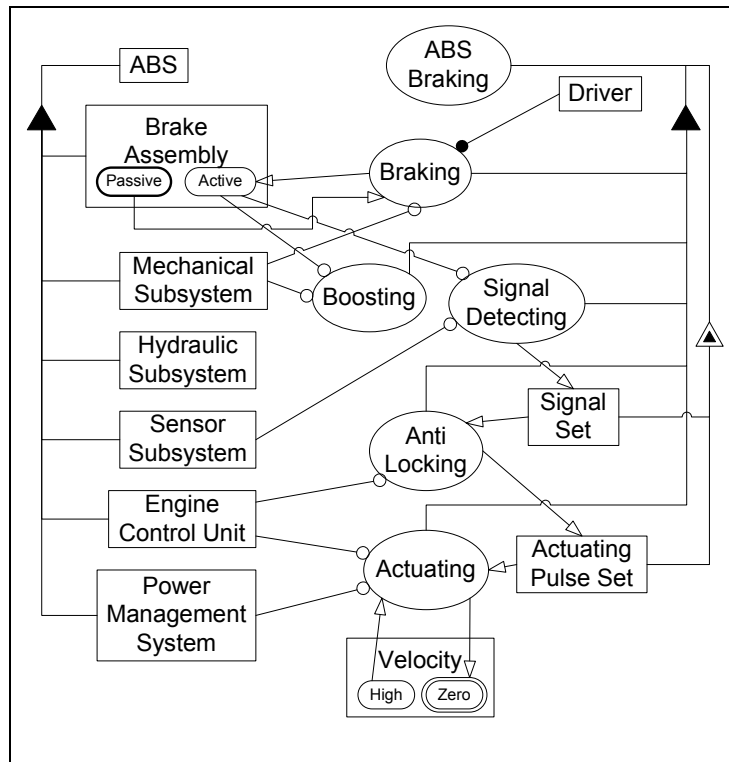 ABS
ABS
Braking
Driver
Brake
Assembly
Passive
Active
Braking
Mechanical
Subsystem
Boosting
Signal
Detecting
Hydraulic
Subsystem
Signal
Set
Sensor
Subsystem
Anti
Locking
Engine
Control Unit
Actuating
Actuating
Pulse Set
Power
Management
System
Velocity
High
Zero